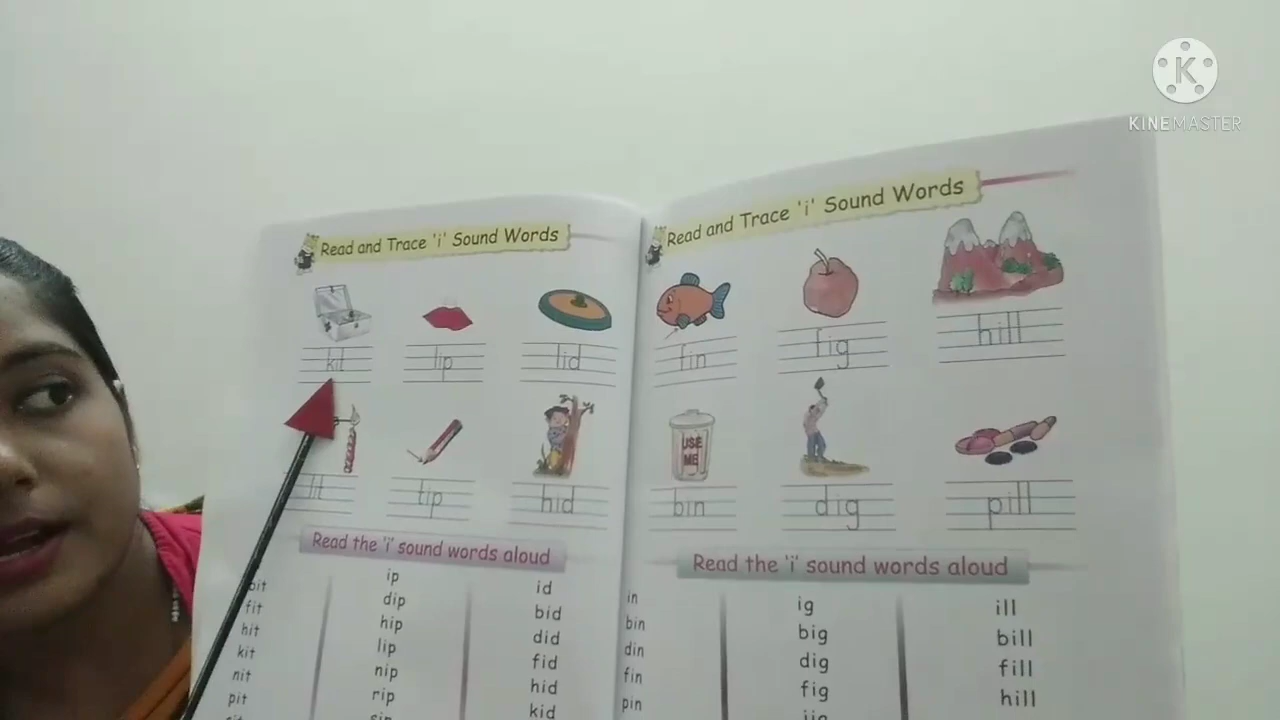 K
KINEMASTER
Read and Trace 'i' Sound Words
kit lip lid
lit tip hid
Read the 'i' sound words aloud
bit ip id
fit dip bid
hit hip did
kit lip fid
nit nip hid
pit rip kid
Read and Trace 'i' Sound Words
fin fig hill
USE
ME
bin dig pill
Read the 'i' sound words aloud
in ig ill
bin big bill
din dig fill
fin fig hill
pin